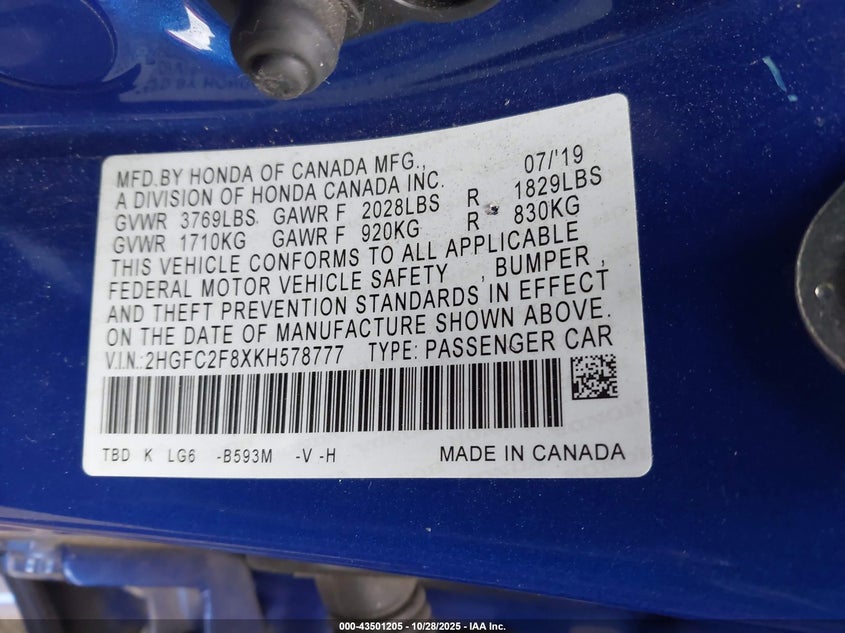 MFD.BY HONDA OF CANADA MFG., 07/'19
A DIVISION OF HONDA CANADA INC.
GVWR 3769LBS GAWR F 2028LBS R 1829LBS
GVWR 1710KG GAWR F 920KG R 830KG
THIS VEHICLE CONFORMS TO ALL APPLICABLE
FEDERAL MOTOR VEHICLE SAFETY , BUMPER ,
AND THEFT PREVENTION STANDARDS IN EFFECT
ON THE DATE OF MANUFACTURE SHOWN ABOVE.
V.I.N.:2HGFC2F8XKH578777 TYPE: PASSENGER CAR
TBD K LG6 -B593M -V -H MADE IN CANADA
000-43501205 | 10/28/2025 - IAA Inc.